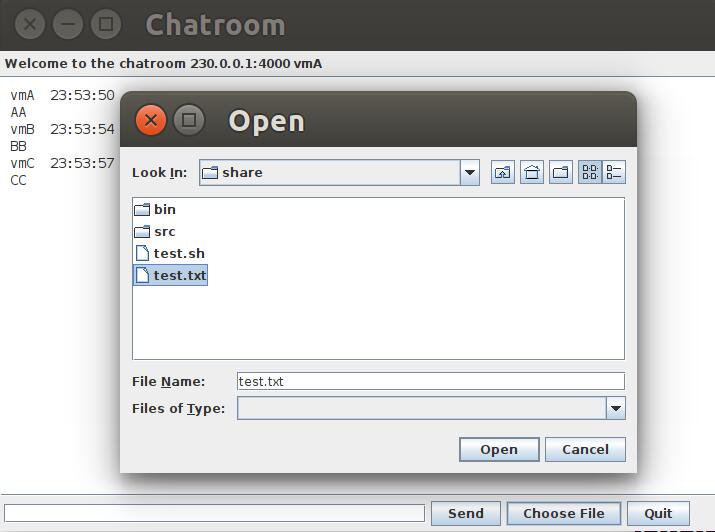 Chatroom
Welcome to the chatroom 230.0.0.1:4000 vmA
vmA 23:53:50
AA
vmB 23:53:54
BB
vmC 23:53:57
CC
Open
Look In: share
bin
src
test.sh
test.txt
File Name: test.txt
Files of Type:
Open Cancel
Send Choose File Quit